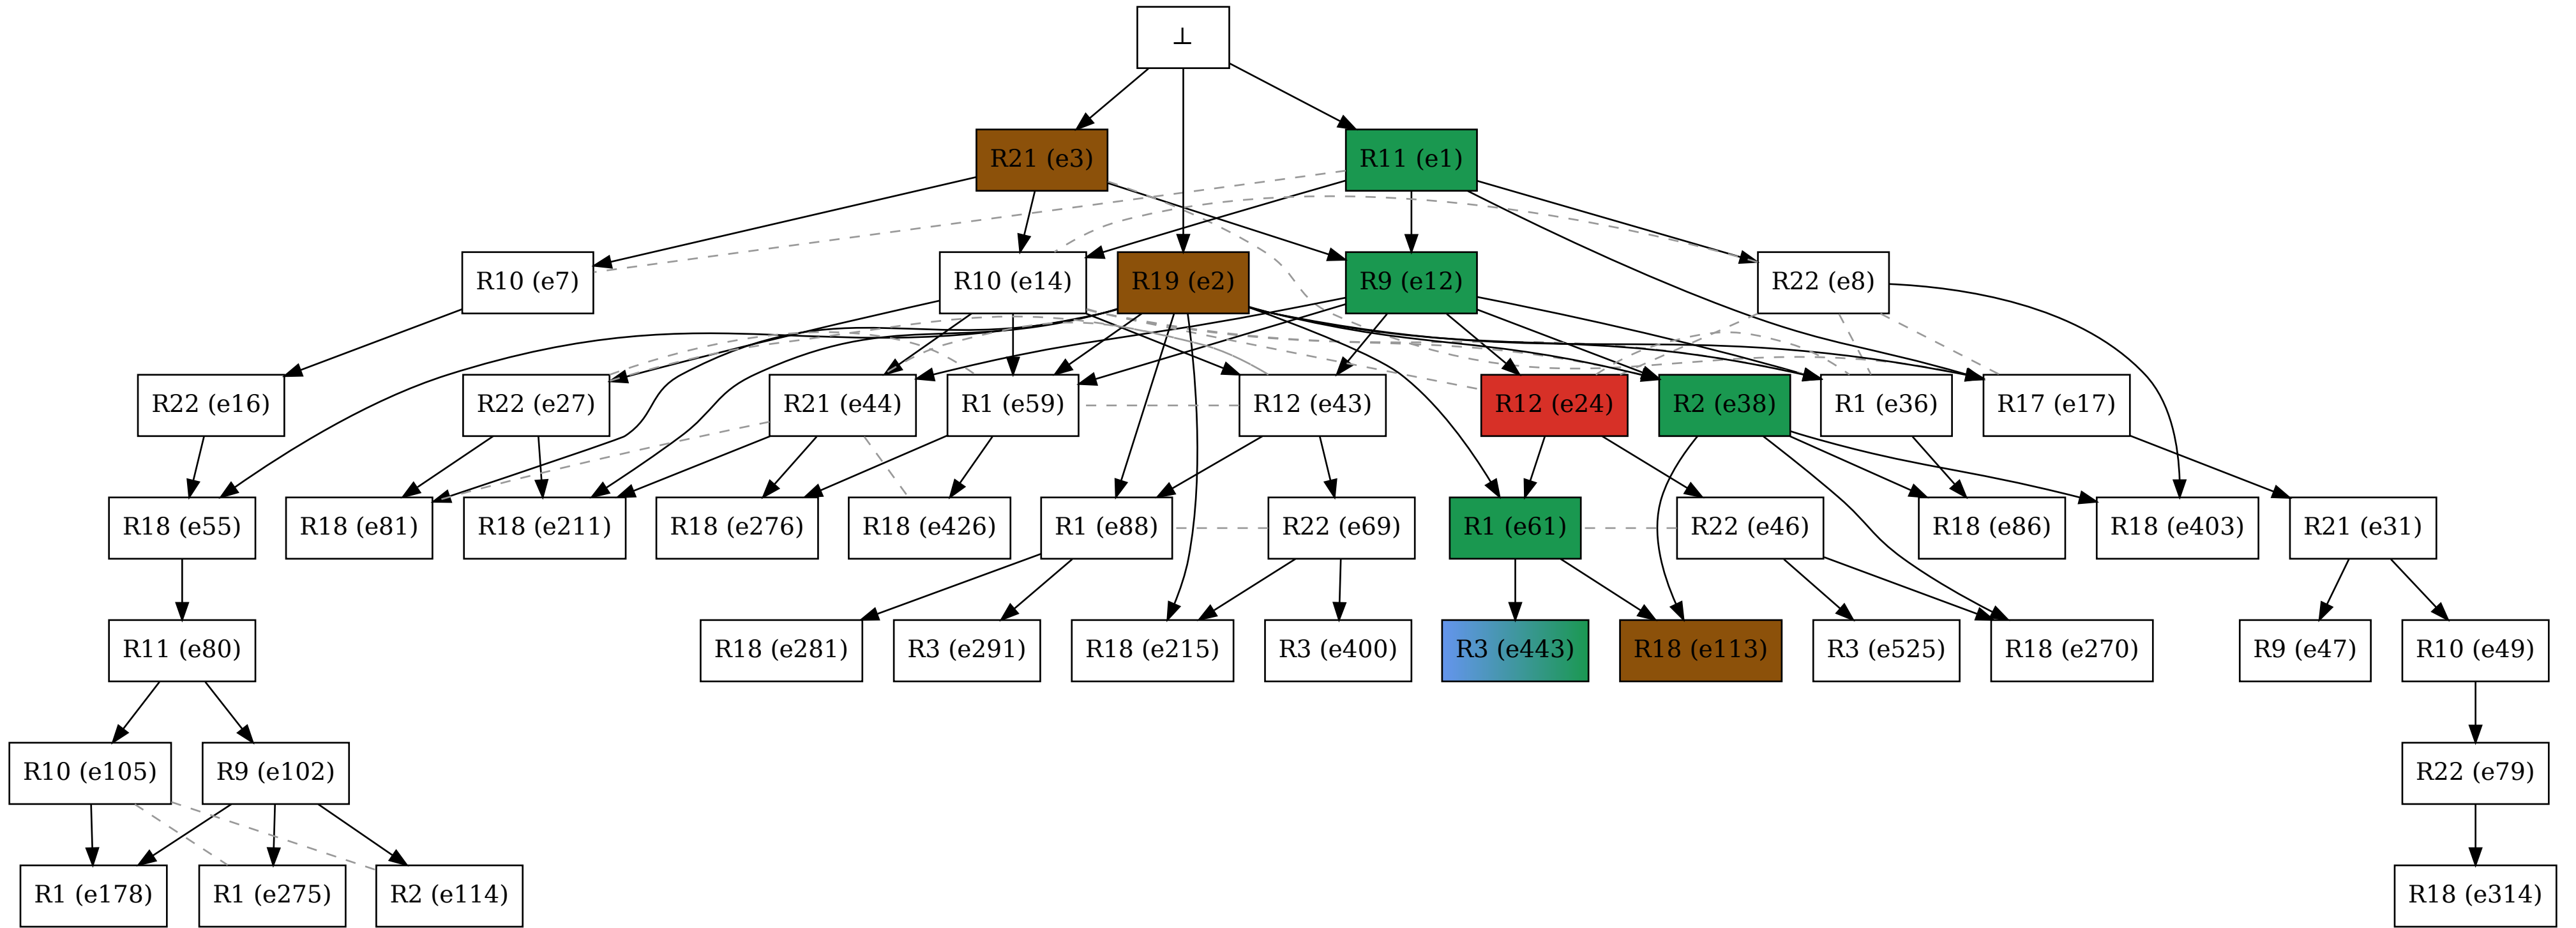 ⊥
R21 (e3)
R11 (e1)
R10 (e7)
R10 (e14)
R19 (e2)
R9 (e12)
R22 (e8)
R22 (e16)
R22 (e27)
R21 (e44)
R1 (e59)
R12 (e43)
R12 (e24)
R2 (e38)
R1 (e36)
R17 (e17)
R18 (e55)
R18 (e81)
R18 (e211)
R18 (e276)
R18 (e426)
R1 (e88)
R22 (e69)
R1 (e61)
R22 (e46)
R18 (e86)
R18 (e403)
R21 (e31)
R11 (e80)
R18 (e281)
R3 (e291)
R18 (e215)
R3 (e400)
R3 (e443)
R18 (e113)
R3 (e525)
R18 (e270)
R9 (e47)
R10 (e49)
R10 (e105)
R9 (e102)
R22 (e79)
R1 (e178)
R1 (e275)
R2 (e114)
R18 (e314)